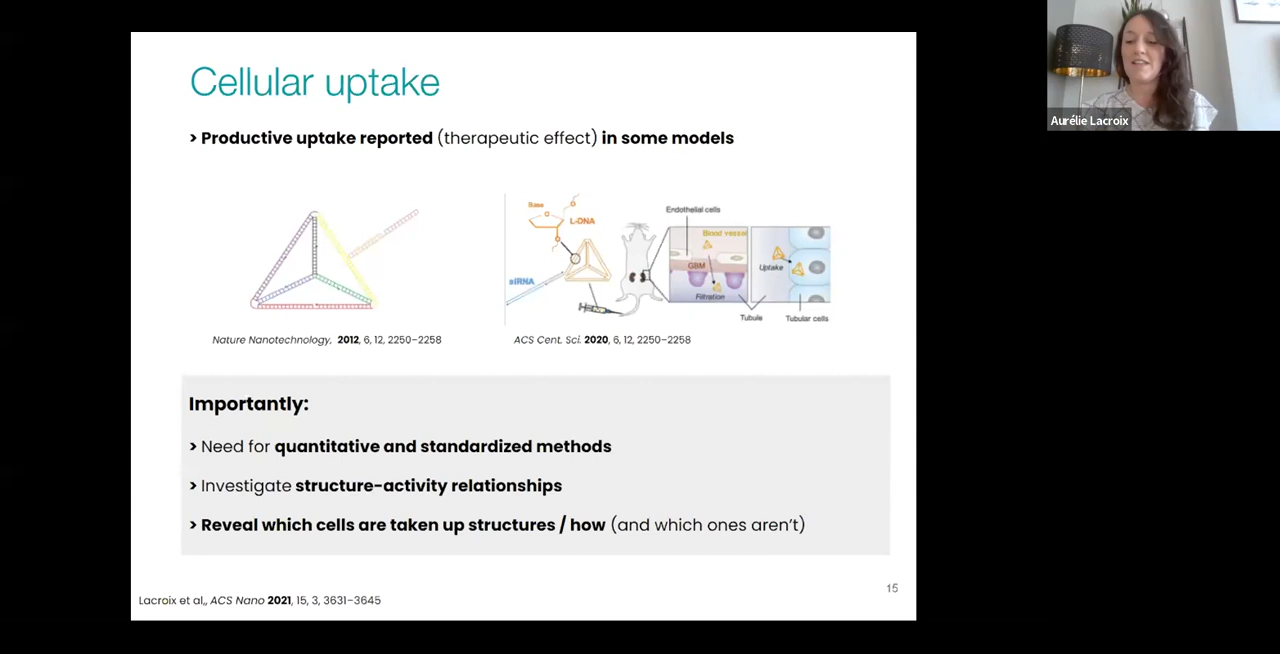 Cellular uptake
> Productive uptake reported (therapeutic effect) in some models
Base
L-DNA
siRNA
Endothelial cells
Blood vessel
GBM
Filtration
Uptake
Tubule
Tubular cells
Nature Nanotechnology, 2012, 6, 12, 2250–2258
ACS Cent. Sci. 2020, 6, 12, 2250–2258
Importantly:
> Need for quantitative and standardized methods
> Investigate structure-activity relationships
> Reveal which cells are taken up structures / how (and which ones aren't)
15
Lacroix et al., ACS Nano 2021, 15, 3, 3631–3645
Aurélie Lacroix